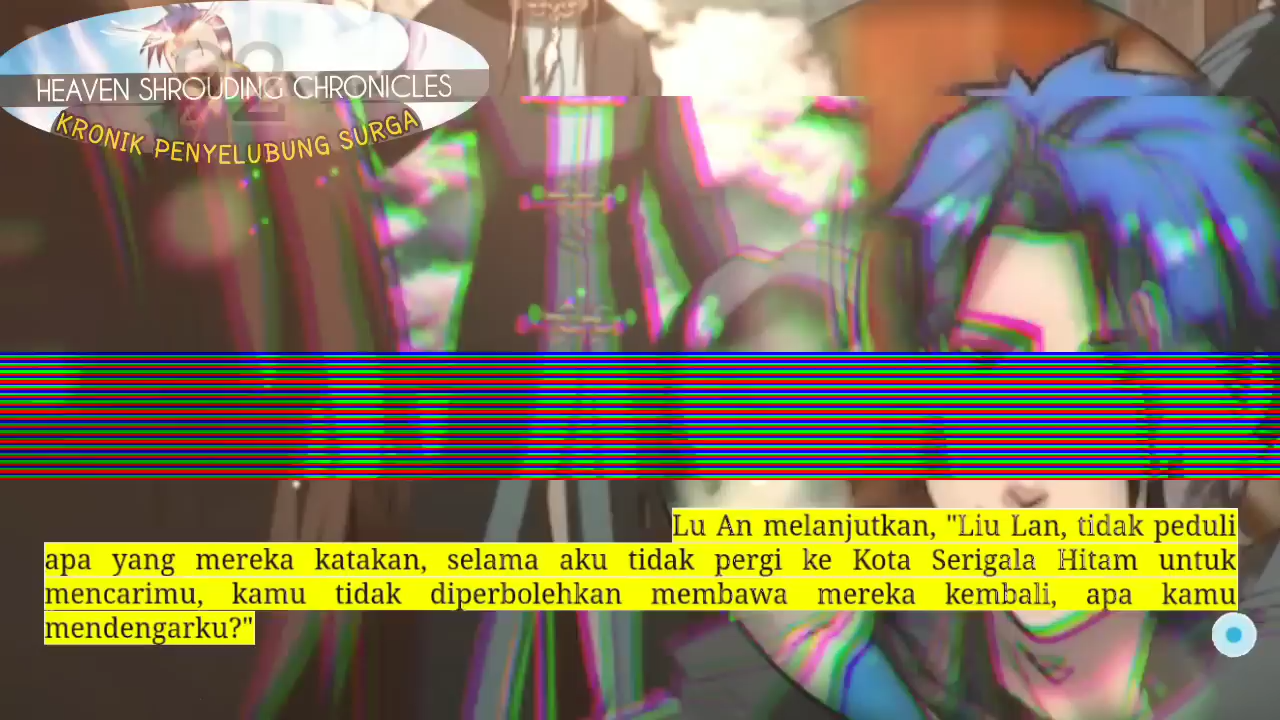 92
HEAVEN SHROUDING CHRONICLES
KRONIK PENYELUBUNG SURGA
Lu An melanjutkan, "Liu Lan, tidak peduli
apa yang mereka katakan, selama aku tidak pergi ke Kota Serigala Hitam untuk
mencarimu, kamu tidak diperbolehkan membawa mereka kembali, apa kamu
mendengarku?"